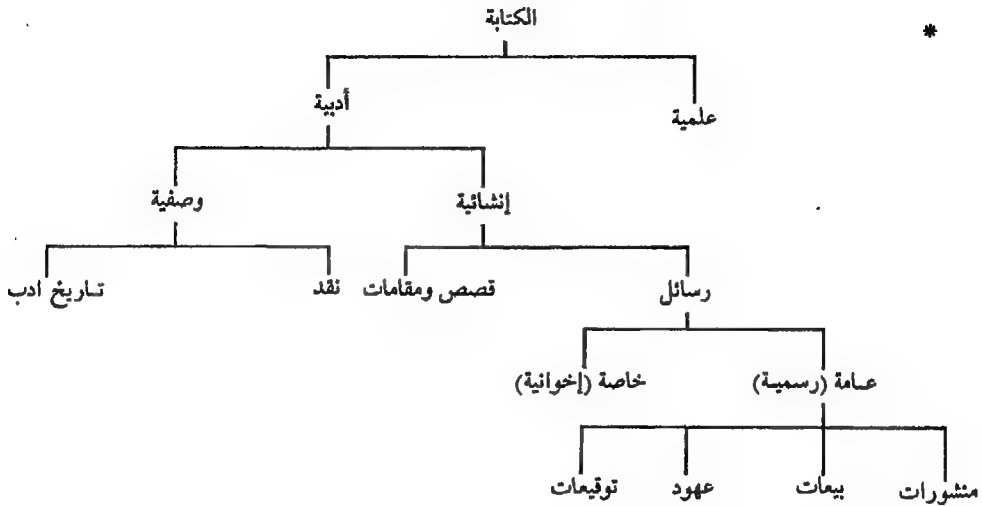 الكتابة
*
علمية
أدبية
إنشائية
وصفية
رسائل
قصص ومقامات
نقد
تاريخ ادب
عامة (رسمية)
خاصة (إخوانية)
منشورات
بيعات
عهود
توقيعات